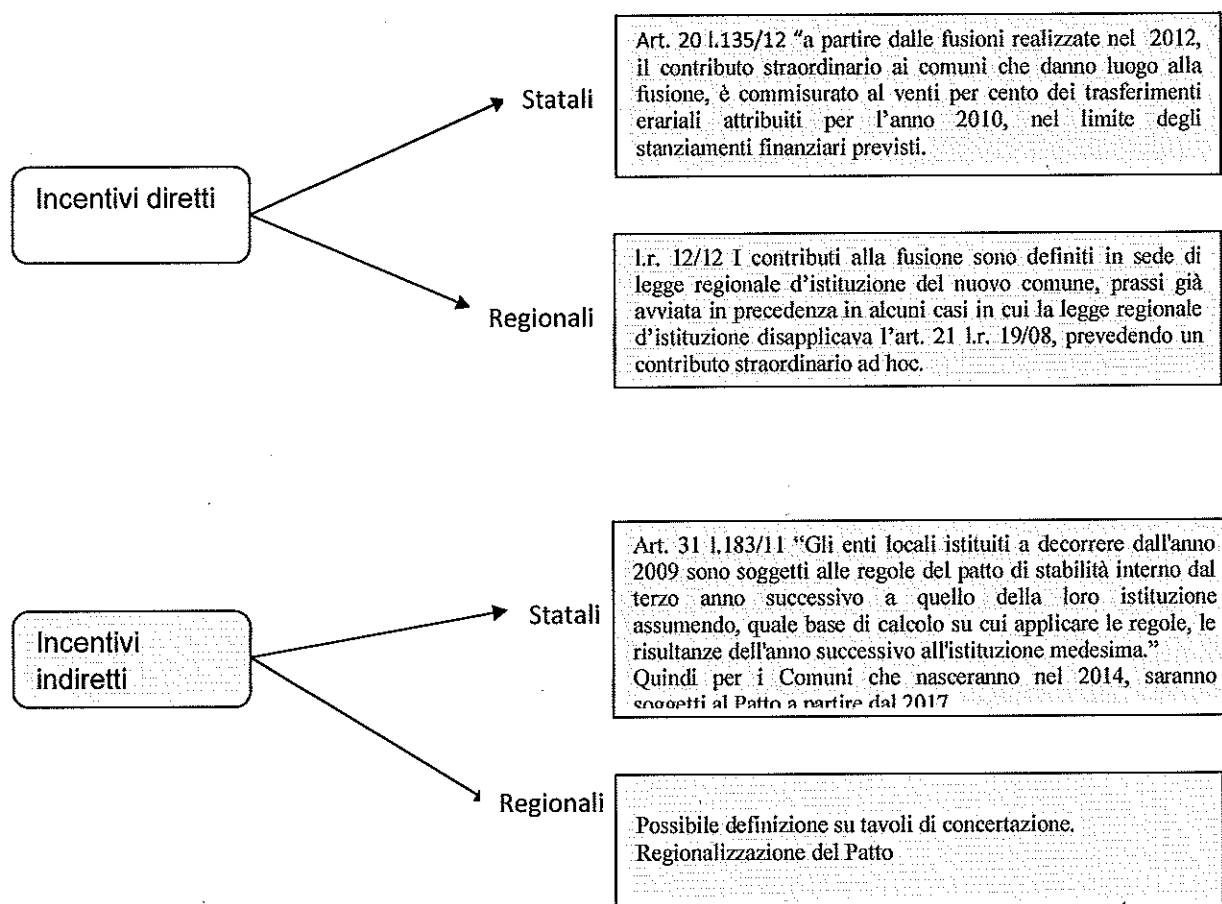 Incentivi diretti
Statali
Art. 20 l.135/12 “a partire dalle fusioni realizzate nel 2012,
il contributo straordinario ai comuni che danno luogo alla
fusione, è commisurato al venti per cento dei trasferimenti
erariali attribuiti per l’anno 2010, nel limite degli
stanziamenti finanziari previsti.
Regionali
l.r. 12/12 I contributi alla fusione sono definiti in sede di
legge regionale d’istituzione del nuovo comune, prassi già
avviata in precedenza in alcuni casi in cui la legge regionale
d’istituzione disapplicava l’art. 21 l.r. 19/08, prevedendo un
contributo straordinario ad hoc.
Incentivi
indiretti
Statali
Art. 31 l.183/11 “Gli enti locali istituiti a decorrere dall'anno
2009 sono soggetti alle regole del patto di stabilità interno dal
terzo anno successivo a quello della loro istituzione
assumendo, quale base di calcolo su cui applicare le regole, le
risultanze dell'anno successivo all'istituzione medesima.”
Quindi per i Comuni che nasceranno nel 2014, saranno
soggetti al Patto a partire dal 2017
Regionali
Possibile definizione su tavoli di concertazione.
Regionalizzazione del Patto